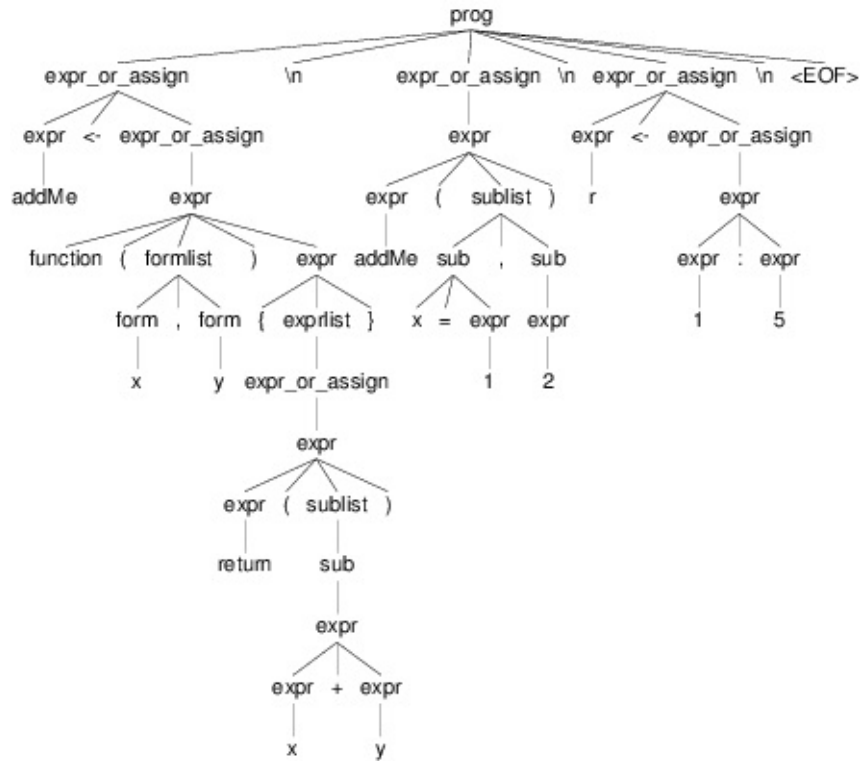 prog
expr_or_assign \n expr_or_assign \n expr_or_assign \n <EOF>
expr <- expr_or_assign expr expr <- expr_or_assign
addMe expr expr ( sublist ) r expr
function ( formlist ) expr addMe sub , sub expr : expr
form , form { exprlist } x = expr expr 1 5
x y expr_or_assign 1 2
expr
expr ( sublist )
return sub
expr
expr + expr
x y